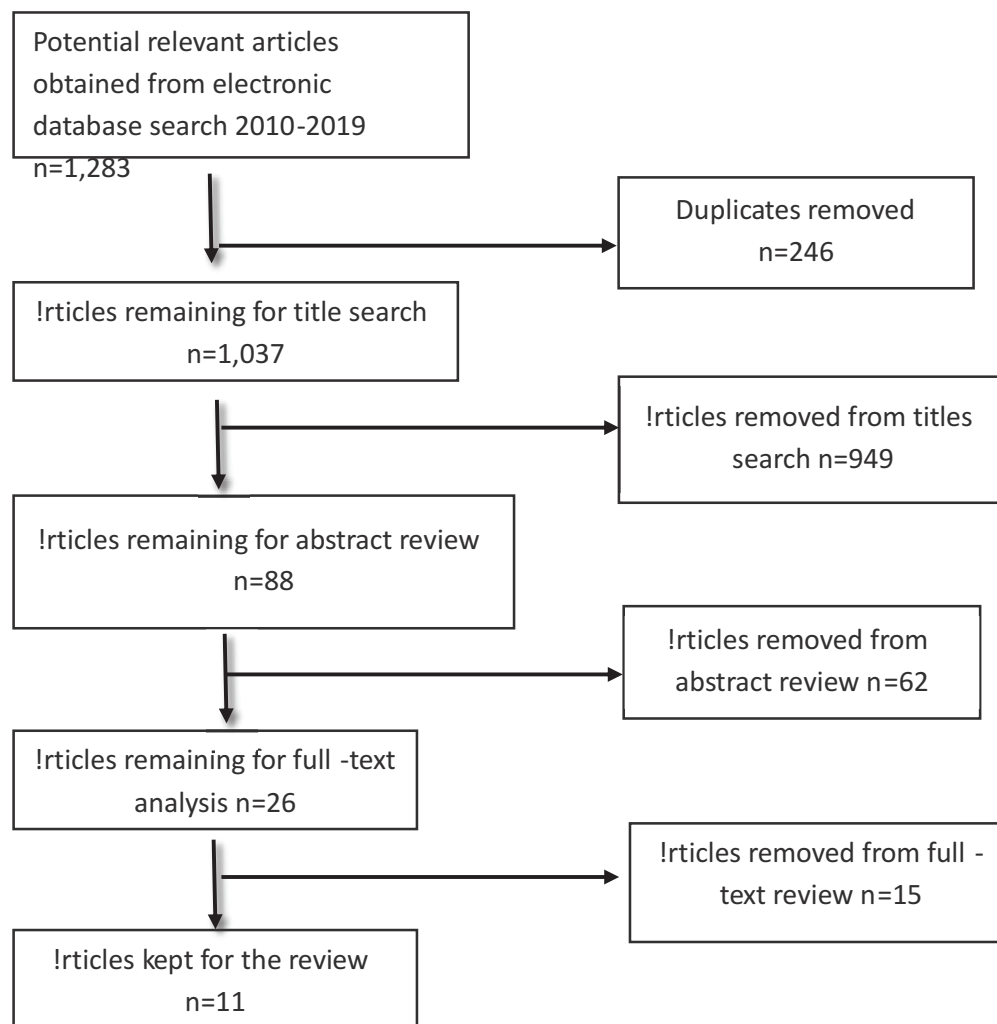 Potential relevant articles
obtained from electronic
database search 2010-2019
n=1,283
Duplicates removed
n=246
!rticles remaining for title search
n=1,037
!rticles removed from titles
search n=949
!rticles remaining for abstract review
n=88
!rticles removed from
abstract review n=62
!rticles remaining for full -text
analysis n=26
!rticles removed from full -
text review n=15
!rticles kept for the review
n=11